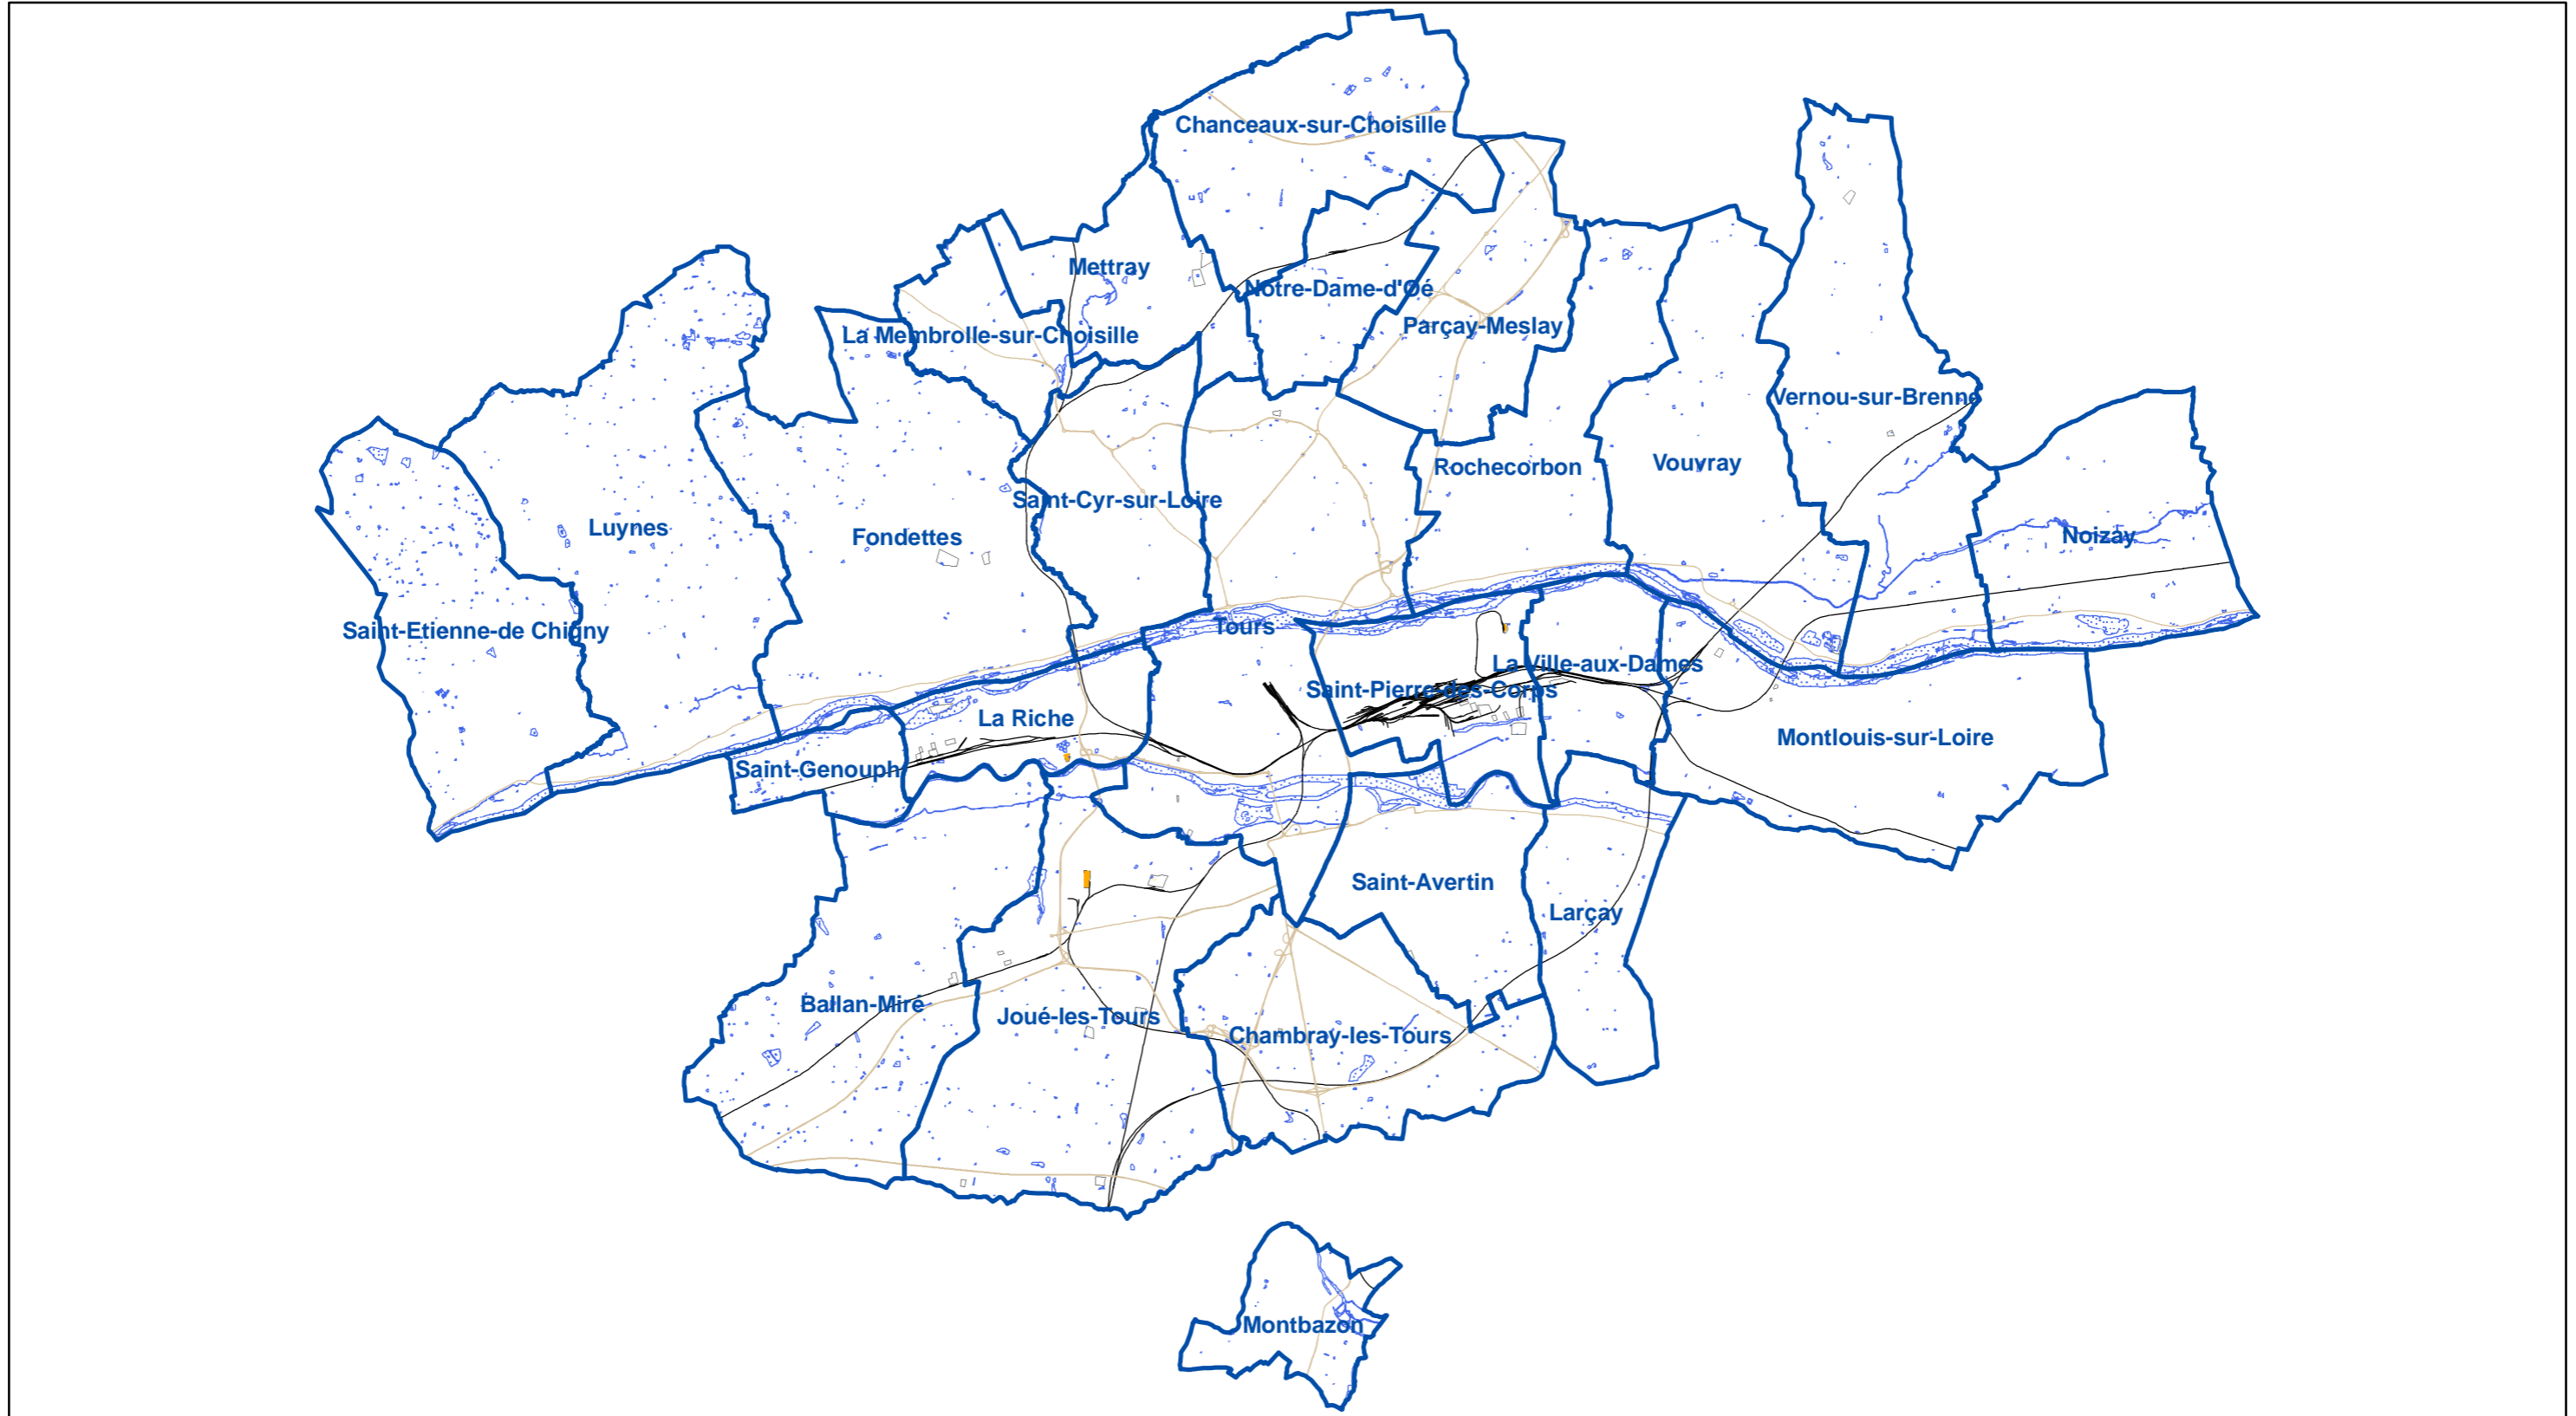 Chanceaux-sur-Choisille
Mettray
Notre-Dame-d'Oé
La Membrolle-sur-Choisille
Parçay-Meslay
Vernou-sur-Brenne
Rochecorbon
Vouvray
Saint-Cyr-sur-Loire
Luynes
Fondettes
Noizay
Saint-Etienne-de Chigny
Tours
La Ville-aux-Dames
Saint-Pierre-des-Corps
La Riche
Montlouis-sur-Loire
Saint-Genouph
Saint-Avertin
Larçay
Ballan-Miré
Joué-les-Tours
Chambray-les-Tours
Montbazon